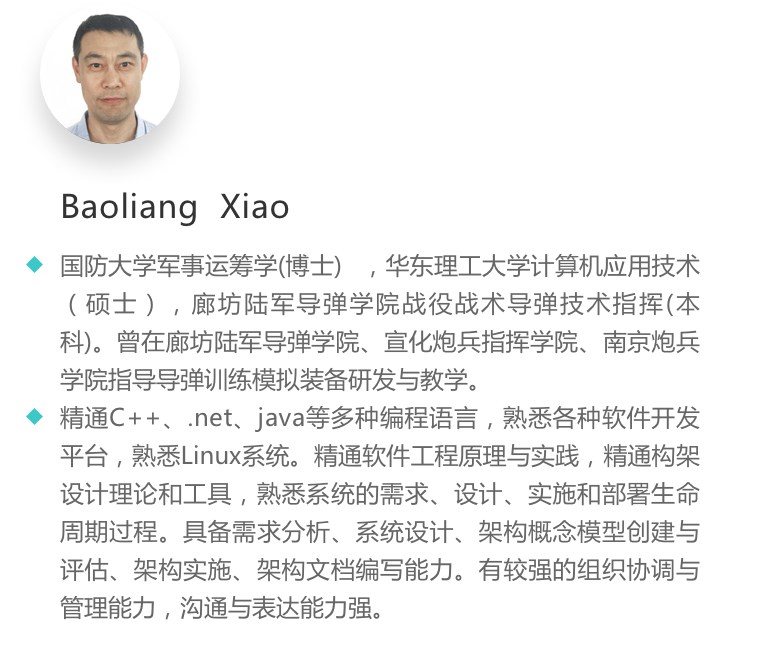 Baoliang Xiao
国防大学军事运筹学(博士) ，华东理工大学计算机应用技术
（硕士），廊坊陆军导弹学院战役战术导弹技术指挥(本
科)。曾在廊坊陆军导弹学院、宣化炮兵指挥学院、南京炮兵
学院指导导弹训练模拟装备研发与教学。
精通C++、.net、java等多种编程语言，熟悉各种软件开发
平台，熟悉Linux系统。精通软件工程原理与实践，精通构架
设计理论和工具，熟悉系统的需求、设计、实施和部署生命
周期过程。具备需求分析、系统设计、架构概念模型创建与
评估、架构实施、架构文档编写能力。有较强的组织协调与
管理能力，沟通与表达能力强。